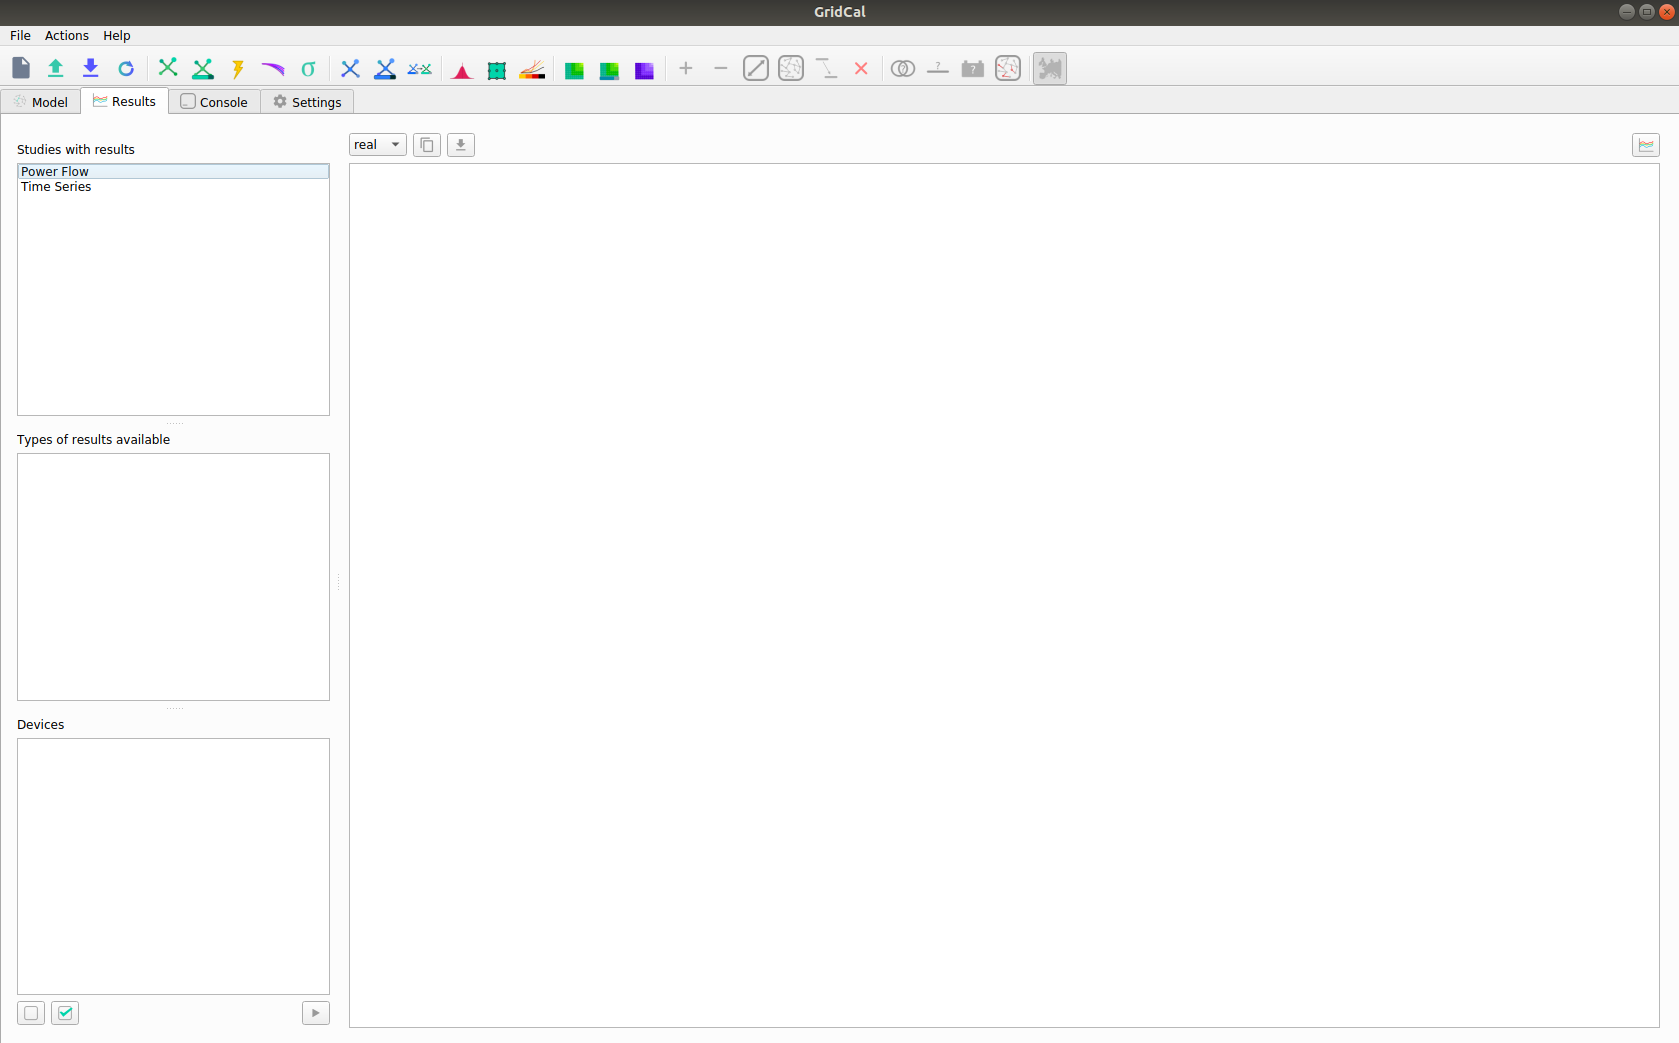 GridCal
File Actions Help
σ
Model Results Console Settings
Studies with results
real
Power Flow
Time Series
Types of results available
Devices